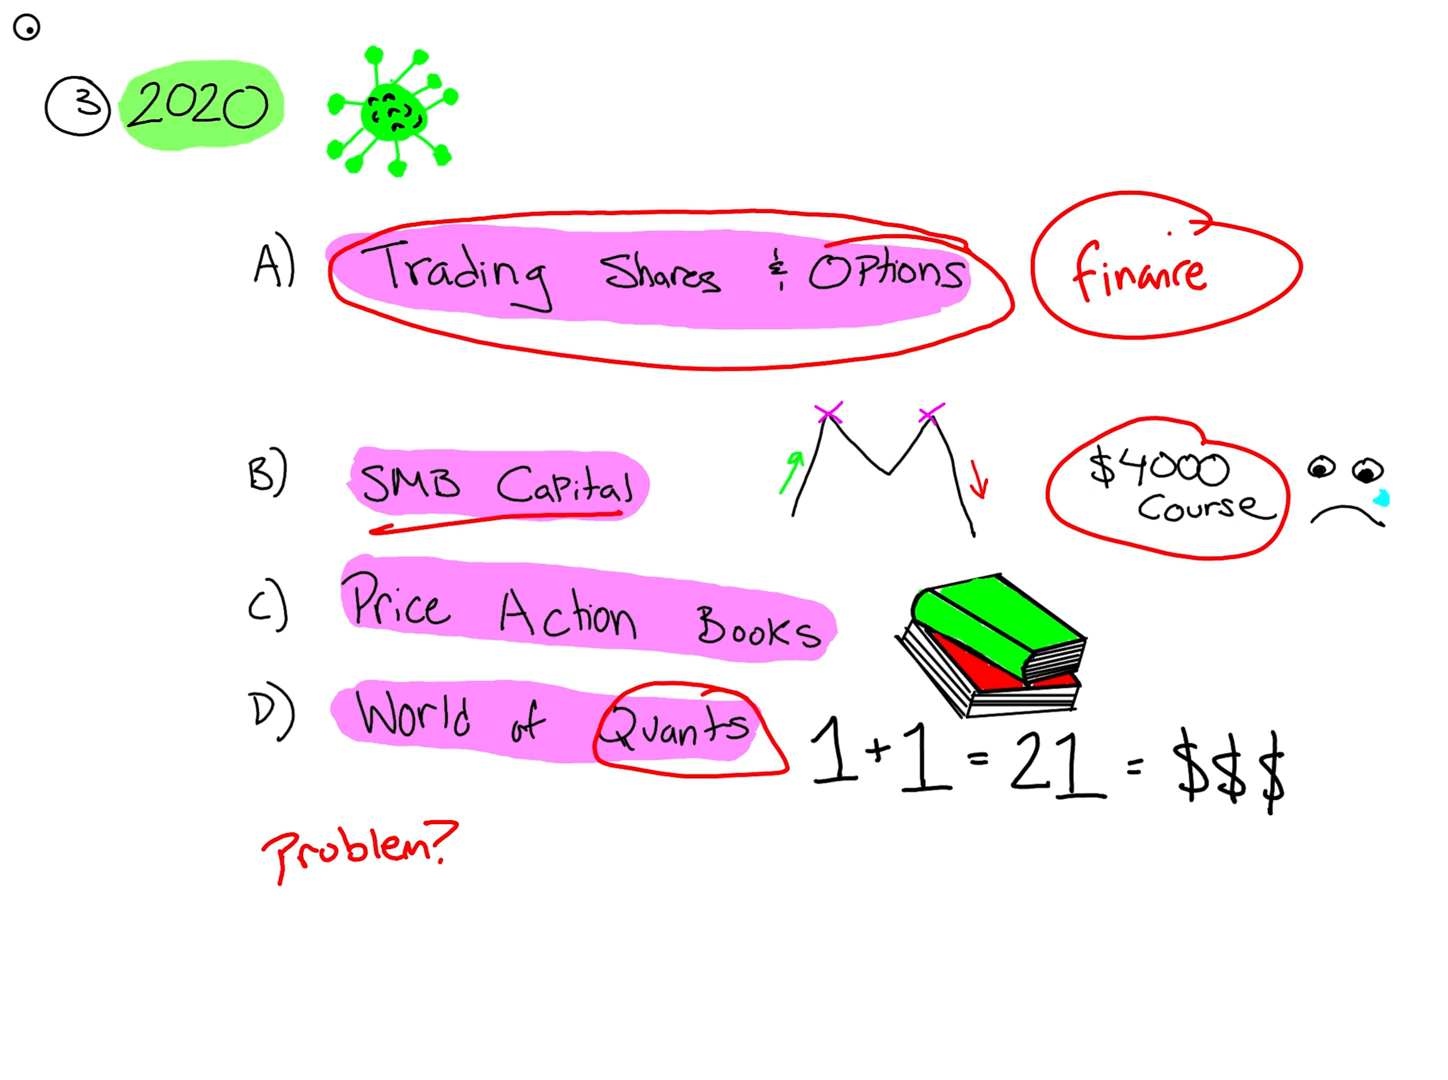 3 2020
A) Trading Shares & Options finance
B) SMB Capital $4000
Course
C) Price Action Books
D) World of Quants 1+1 = 21 = $$$
Problem?